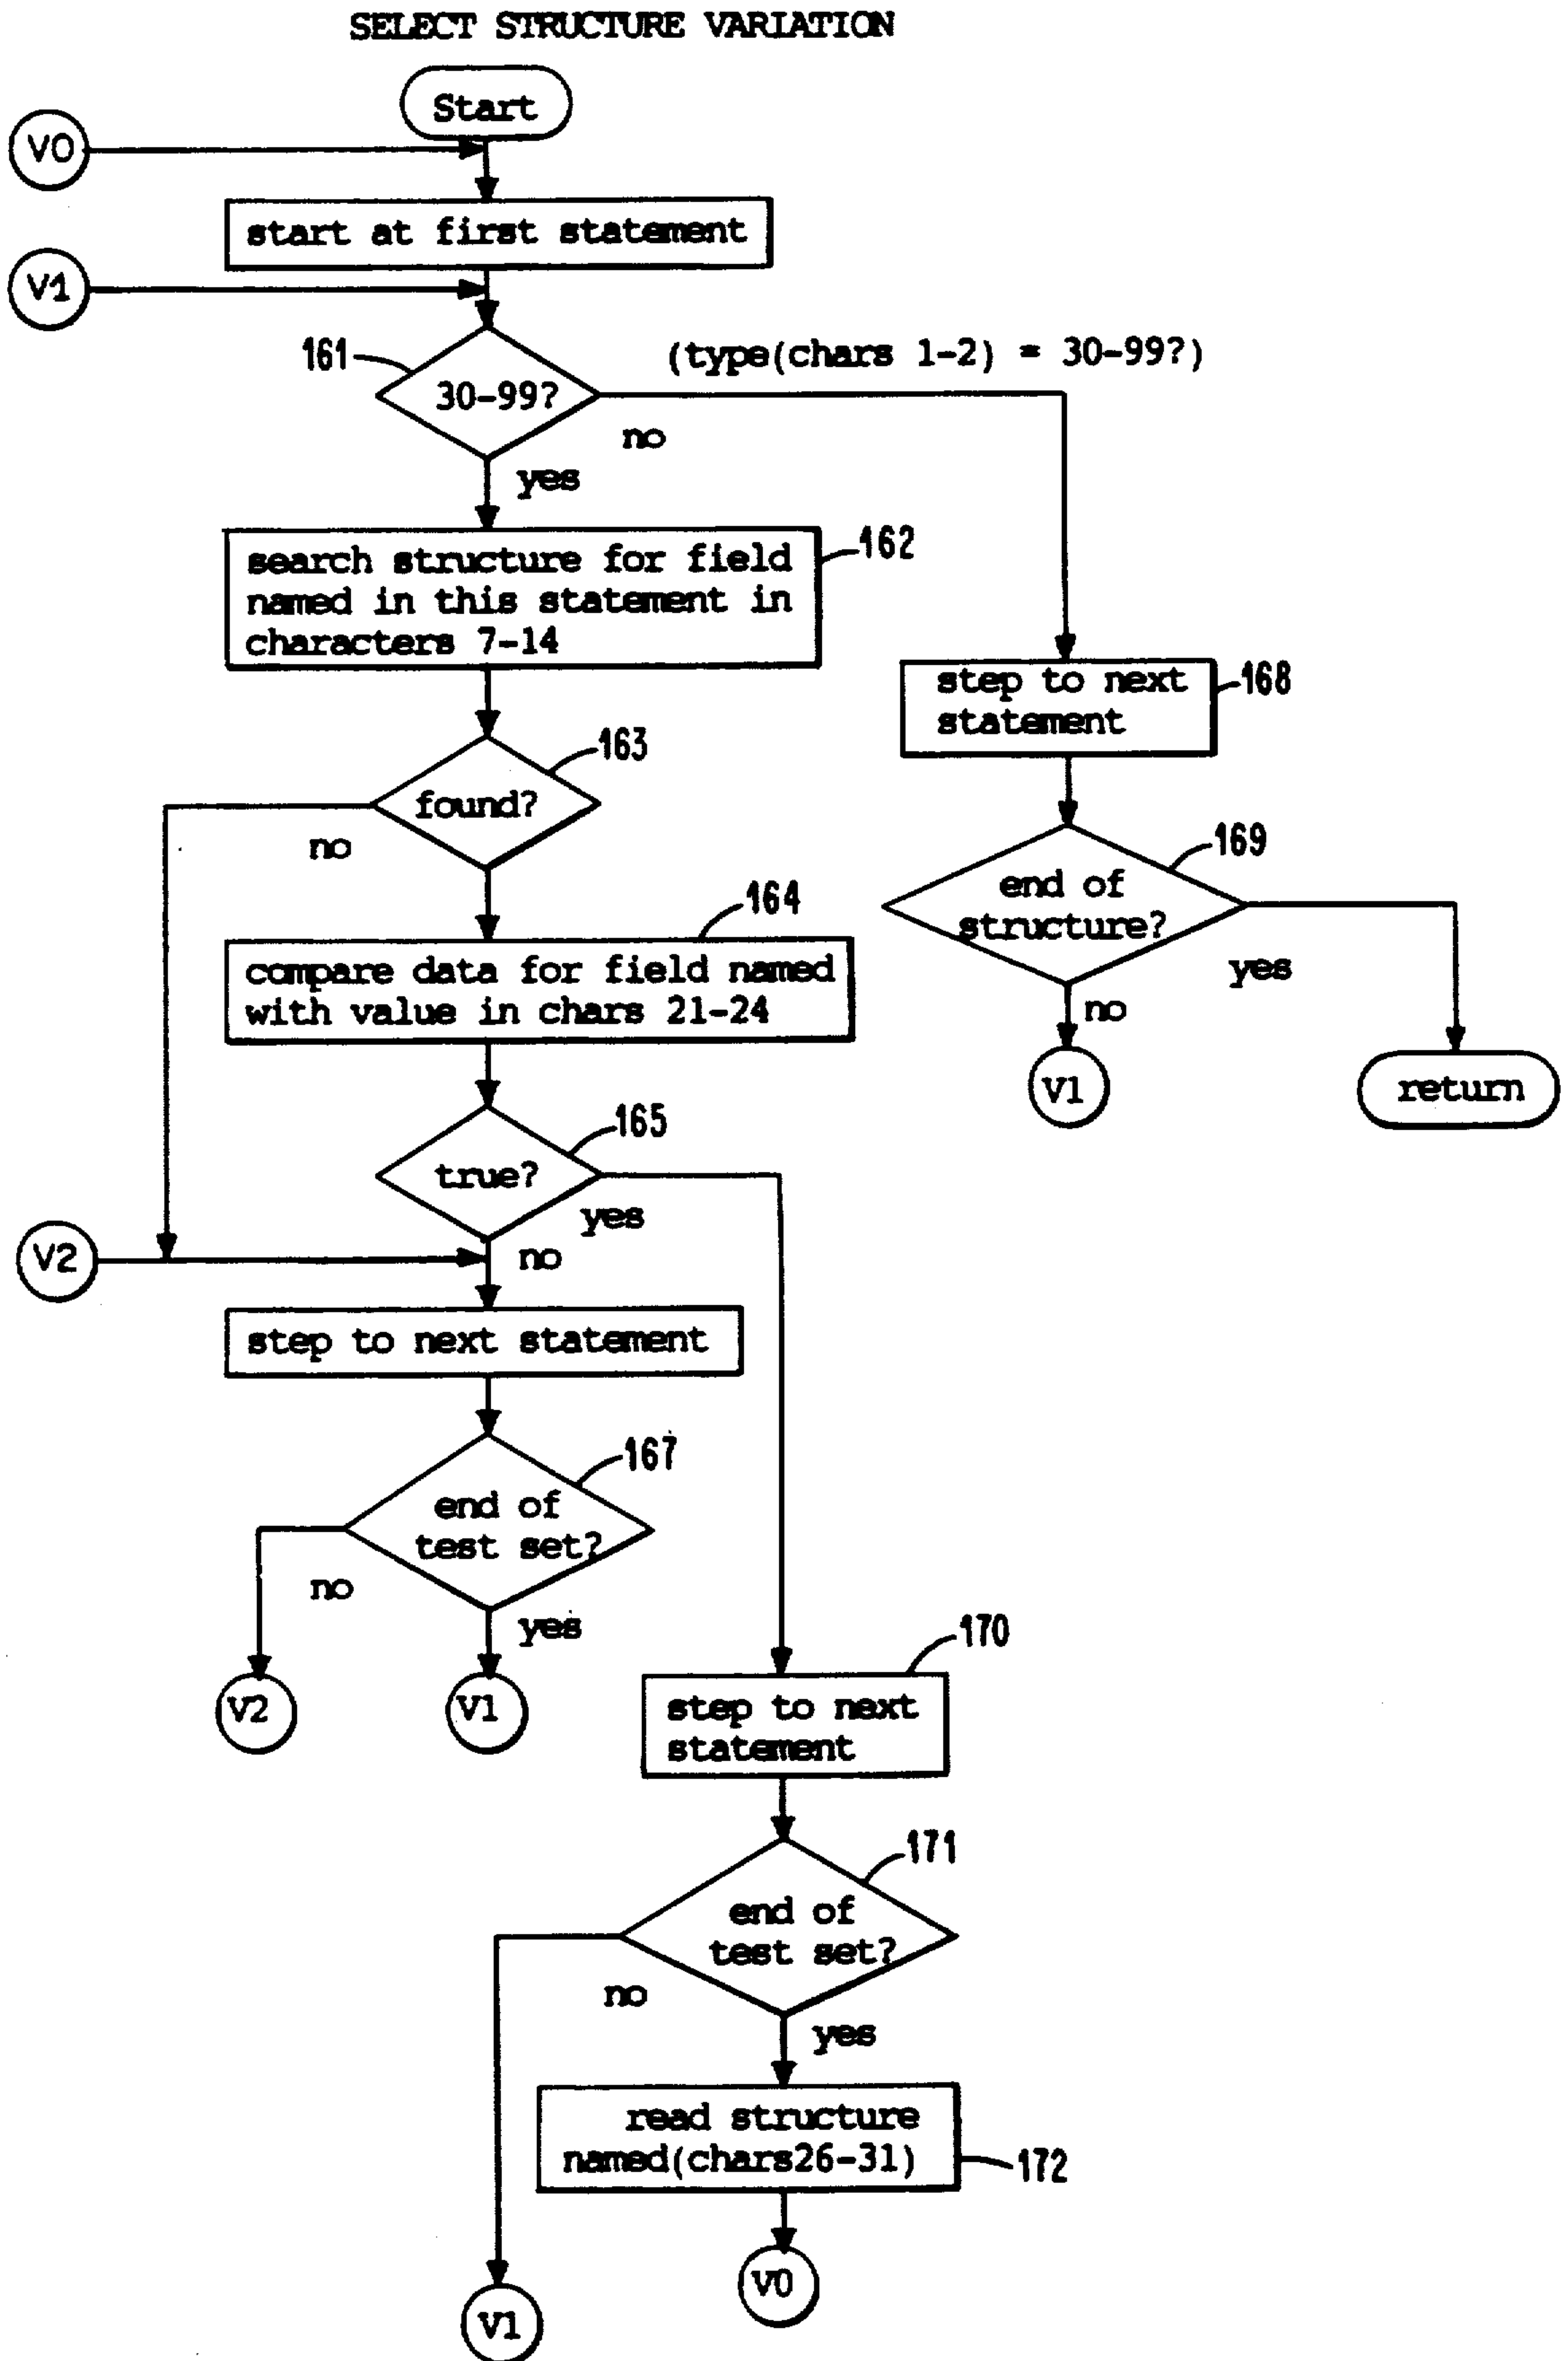 SELECT STRUCTURE VARIATION
Start
V0
start at first statement
V1
161
30-99?
(type(chars 1-2) = 30-99?)
no
yes
search structure for field
named in this statement in
characters 7-14
162
step to next
statement
168
163
found?
no
169
end of
structure?
yes
no
V1
return
164
compare data for field named
with value in chars 21-24
165
true?
yes
V2
no
step to next statement
167
end of
test set?
no
yes
V2
V1
170
step to next
statement
171
end of
test set?
no
yes
read structure
named(chars26-31)
172
V0
V1